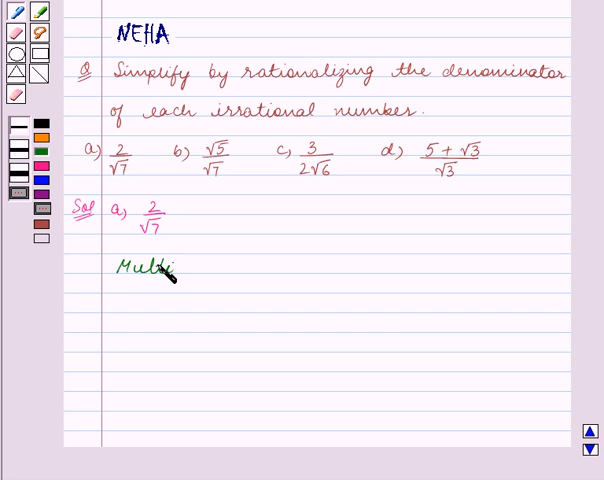 NEHA
Q Simplify by rationalizing the denominator
of each irrational number.
a) 2/√7 b) √5/√7 c, 3/2√6 d) 5 + √3/√3
Sol a, 2/√7
Multi